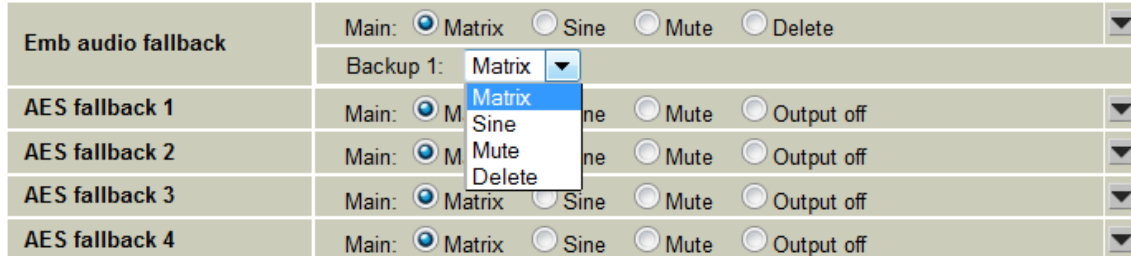 Emb audio fallback
Main: Matrix Sine Mute Delete
Backup 1: Matrix
Matrix
Sine
Mute
Delete
AES fallback 1
Main: M ne Mute Output off
AES fallback 2
Main: M ne Mute Output off
AES fallback 3
Main: Matrix Sine Mute Output off
AES fallback 4
Main: Matrix Sine Mute Output off